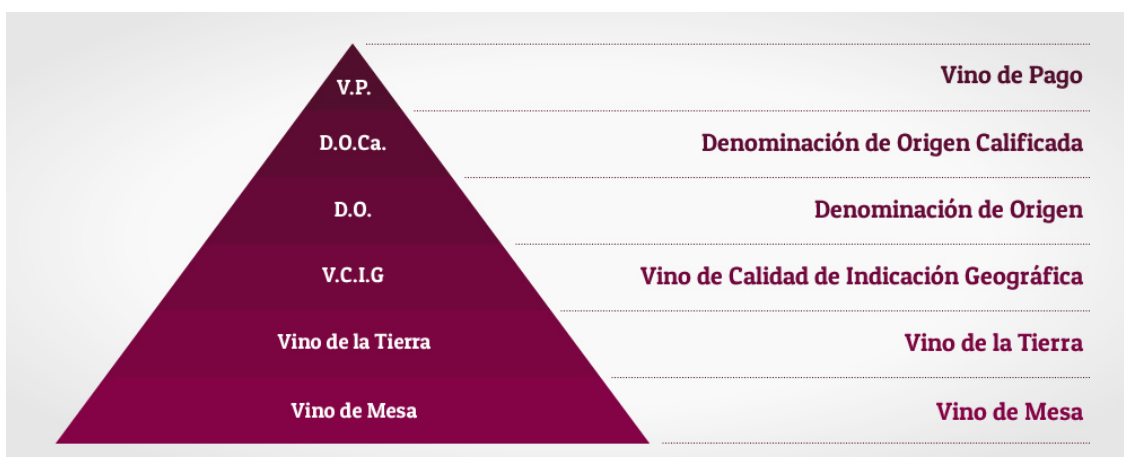 V.P.
Vino de Pago
D.O.Ca.
Denominación de Origen Calificada
D.O.
Denominación de Origen
V.C.I.G
Vino de Calidad de Indicación Geográfica
Vino de la Tierra
Vino de la Tierra
Vino de Mesa
Vino de Mesa